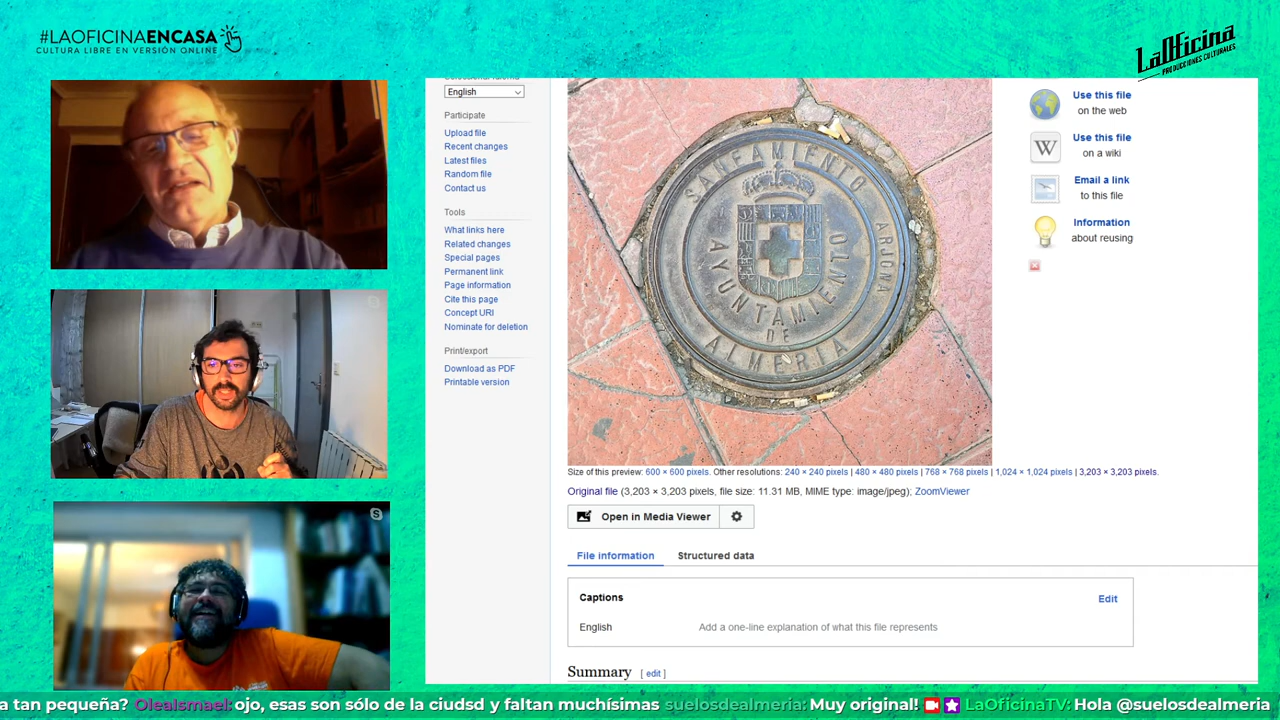 #LAOFICINAENCASA
CULTURA LIBRE EN VERSIÓN ONLINE
LaOficina
PRODUCCIONES CULTURALES
English
Participate
Upload file
Recent changes
Latest files
Random file
Contact us
Tools
What links here
Related changes
Special pages
Permanent link
Page information
Cite this page
Concept URI
Nominate for deletion
Print/export
Download as PDF
Printable version
SANEAMIENTO
ARJONA
AYUNTAMIENTO
DE
ALMERIA
Use this file
on the web
W
Use this file
on a wiki
Email a link
to this file
Information
about reusing
Size of this preview: 600 × 600 pixels. Other resolutions: 240 × 240 pixels | 480 × 480 pixels | 768 × 768 pixels | 1,024 × 1,024 pixels | 3,203 × 3,203 pixels.
Original file (3,203 × 3,203 pixels, file size: 11.31 MB, MIME type: image/jpeg); ZoomViewer
Open in Media Viewer
File information Structured data
Captions Edit
English Add a one-line explanation of what this file represents
Summary [ edit ]
a tan pequeña? OleaIsmael: ojo, esas son sólo de la ciudsd y faltan muchísimas suelosdealmeria: Muy original! LaOficinaTV: Hola @suelosdealmeria